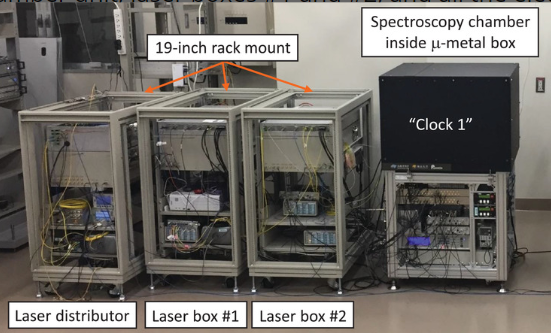 Spectroscopy chamber
inside μ-metal box
19-inch rack mount
"Clock 1"
Laser distributor
Laser box #1
Laser box #2